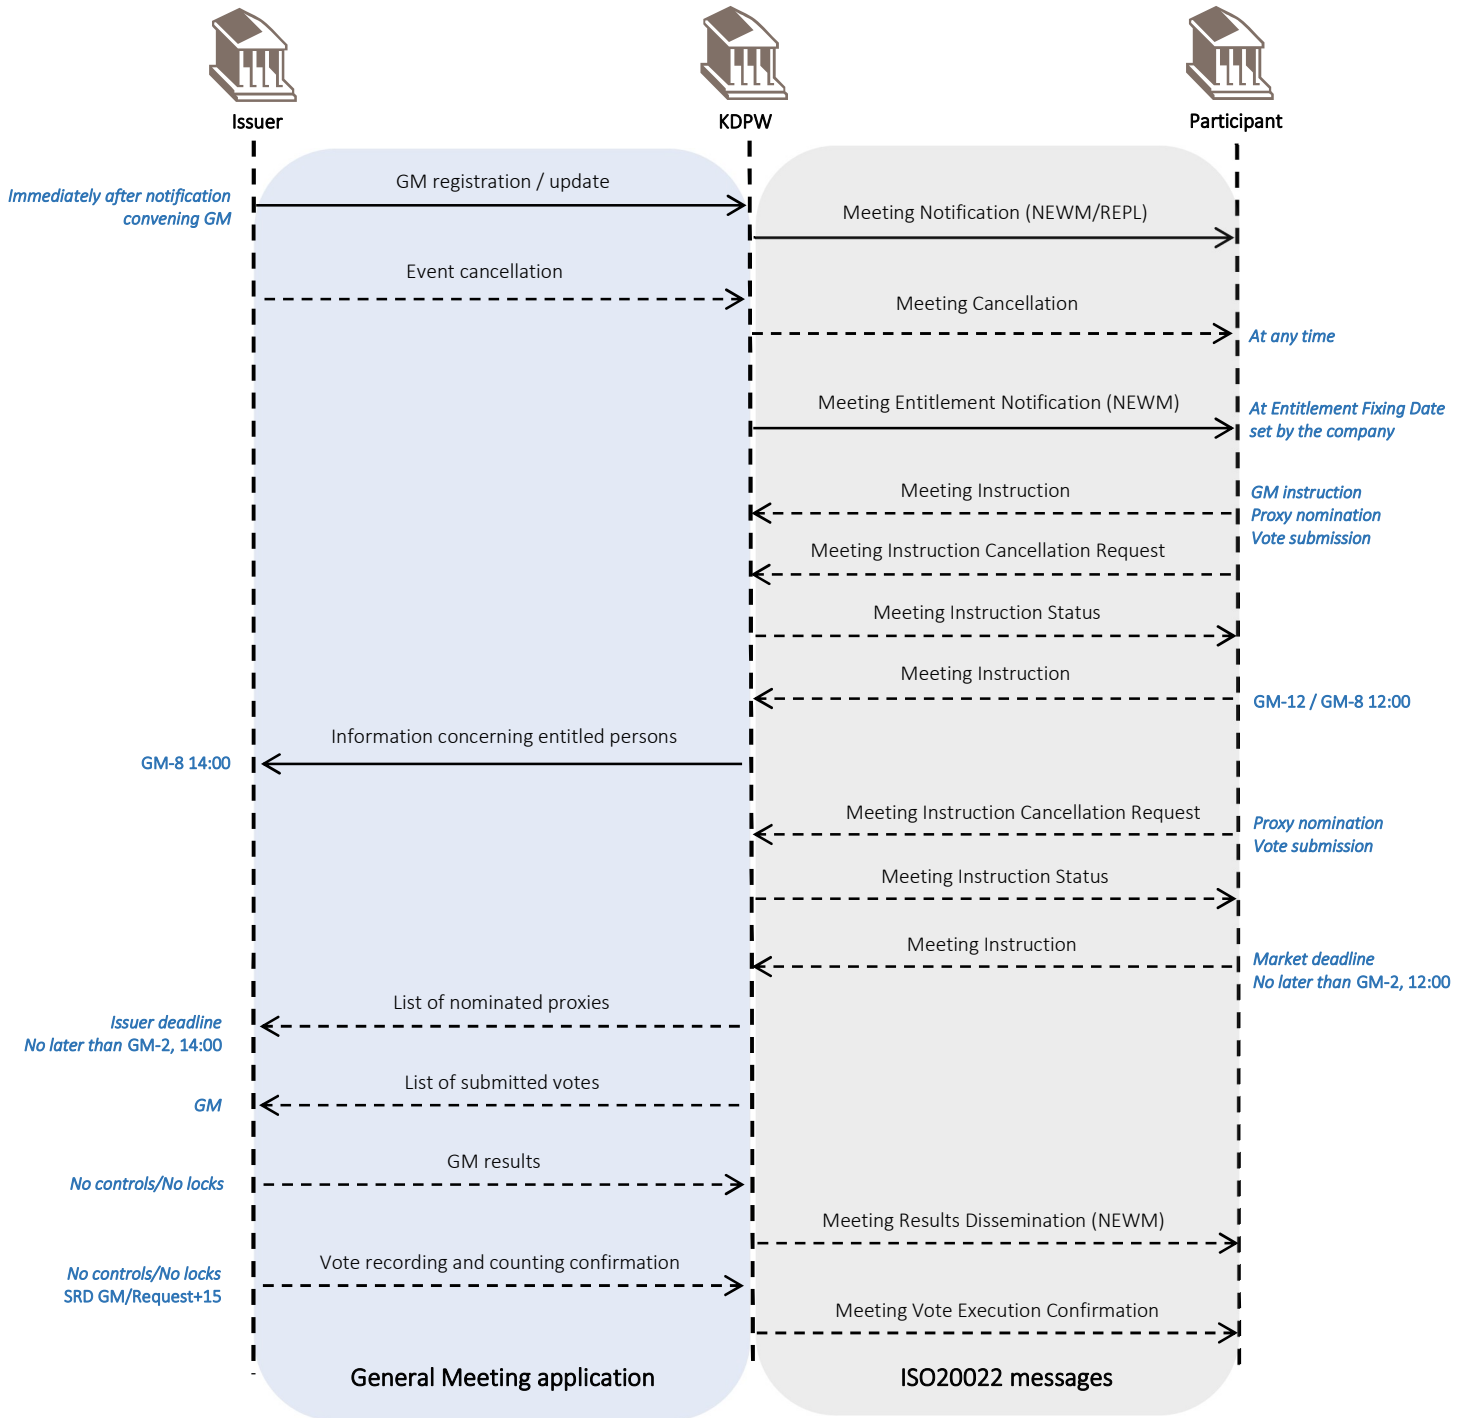 Issuer
KDPW
Participant
GM registration / update
Immediately after notification
convening GM
Meeting Notification (NEWM/REPL)
Event cancellation
Meeting Cancellation
At any time
Meeting Entitlement Notification (NEWM)
At Entitlement Fixing Date
set by the company
Meeting Instruction
GM instruction
Proxy nomination
Vote submission
Meeting Instruction Cancellation Request
Meeting Instruction Status
Meeting Instruction
GM-12 / GM-8 12:00
Information concerning entitled persons
GM-8 14:00
Meeting Instruction Cancellation Request
Proxy nomination
Vote submission
Meeting Instruction Status
Meeting Instruction
Market deadline
No later than GM-2, 12:00
List of nominated proxies
Issuer deadline
No later than GM-2, 14:00
List of submitted votes
GM
GM results
No controls/No locks
Meeting Results Dissemination (NEWM)
Vote recording and counting confirmation
No controls/No locks
SRD GM/Request+15
Meeting Vote Execution Confirmation
General Meeting application
ISO20022 messages